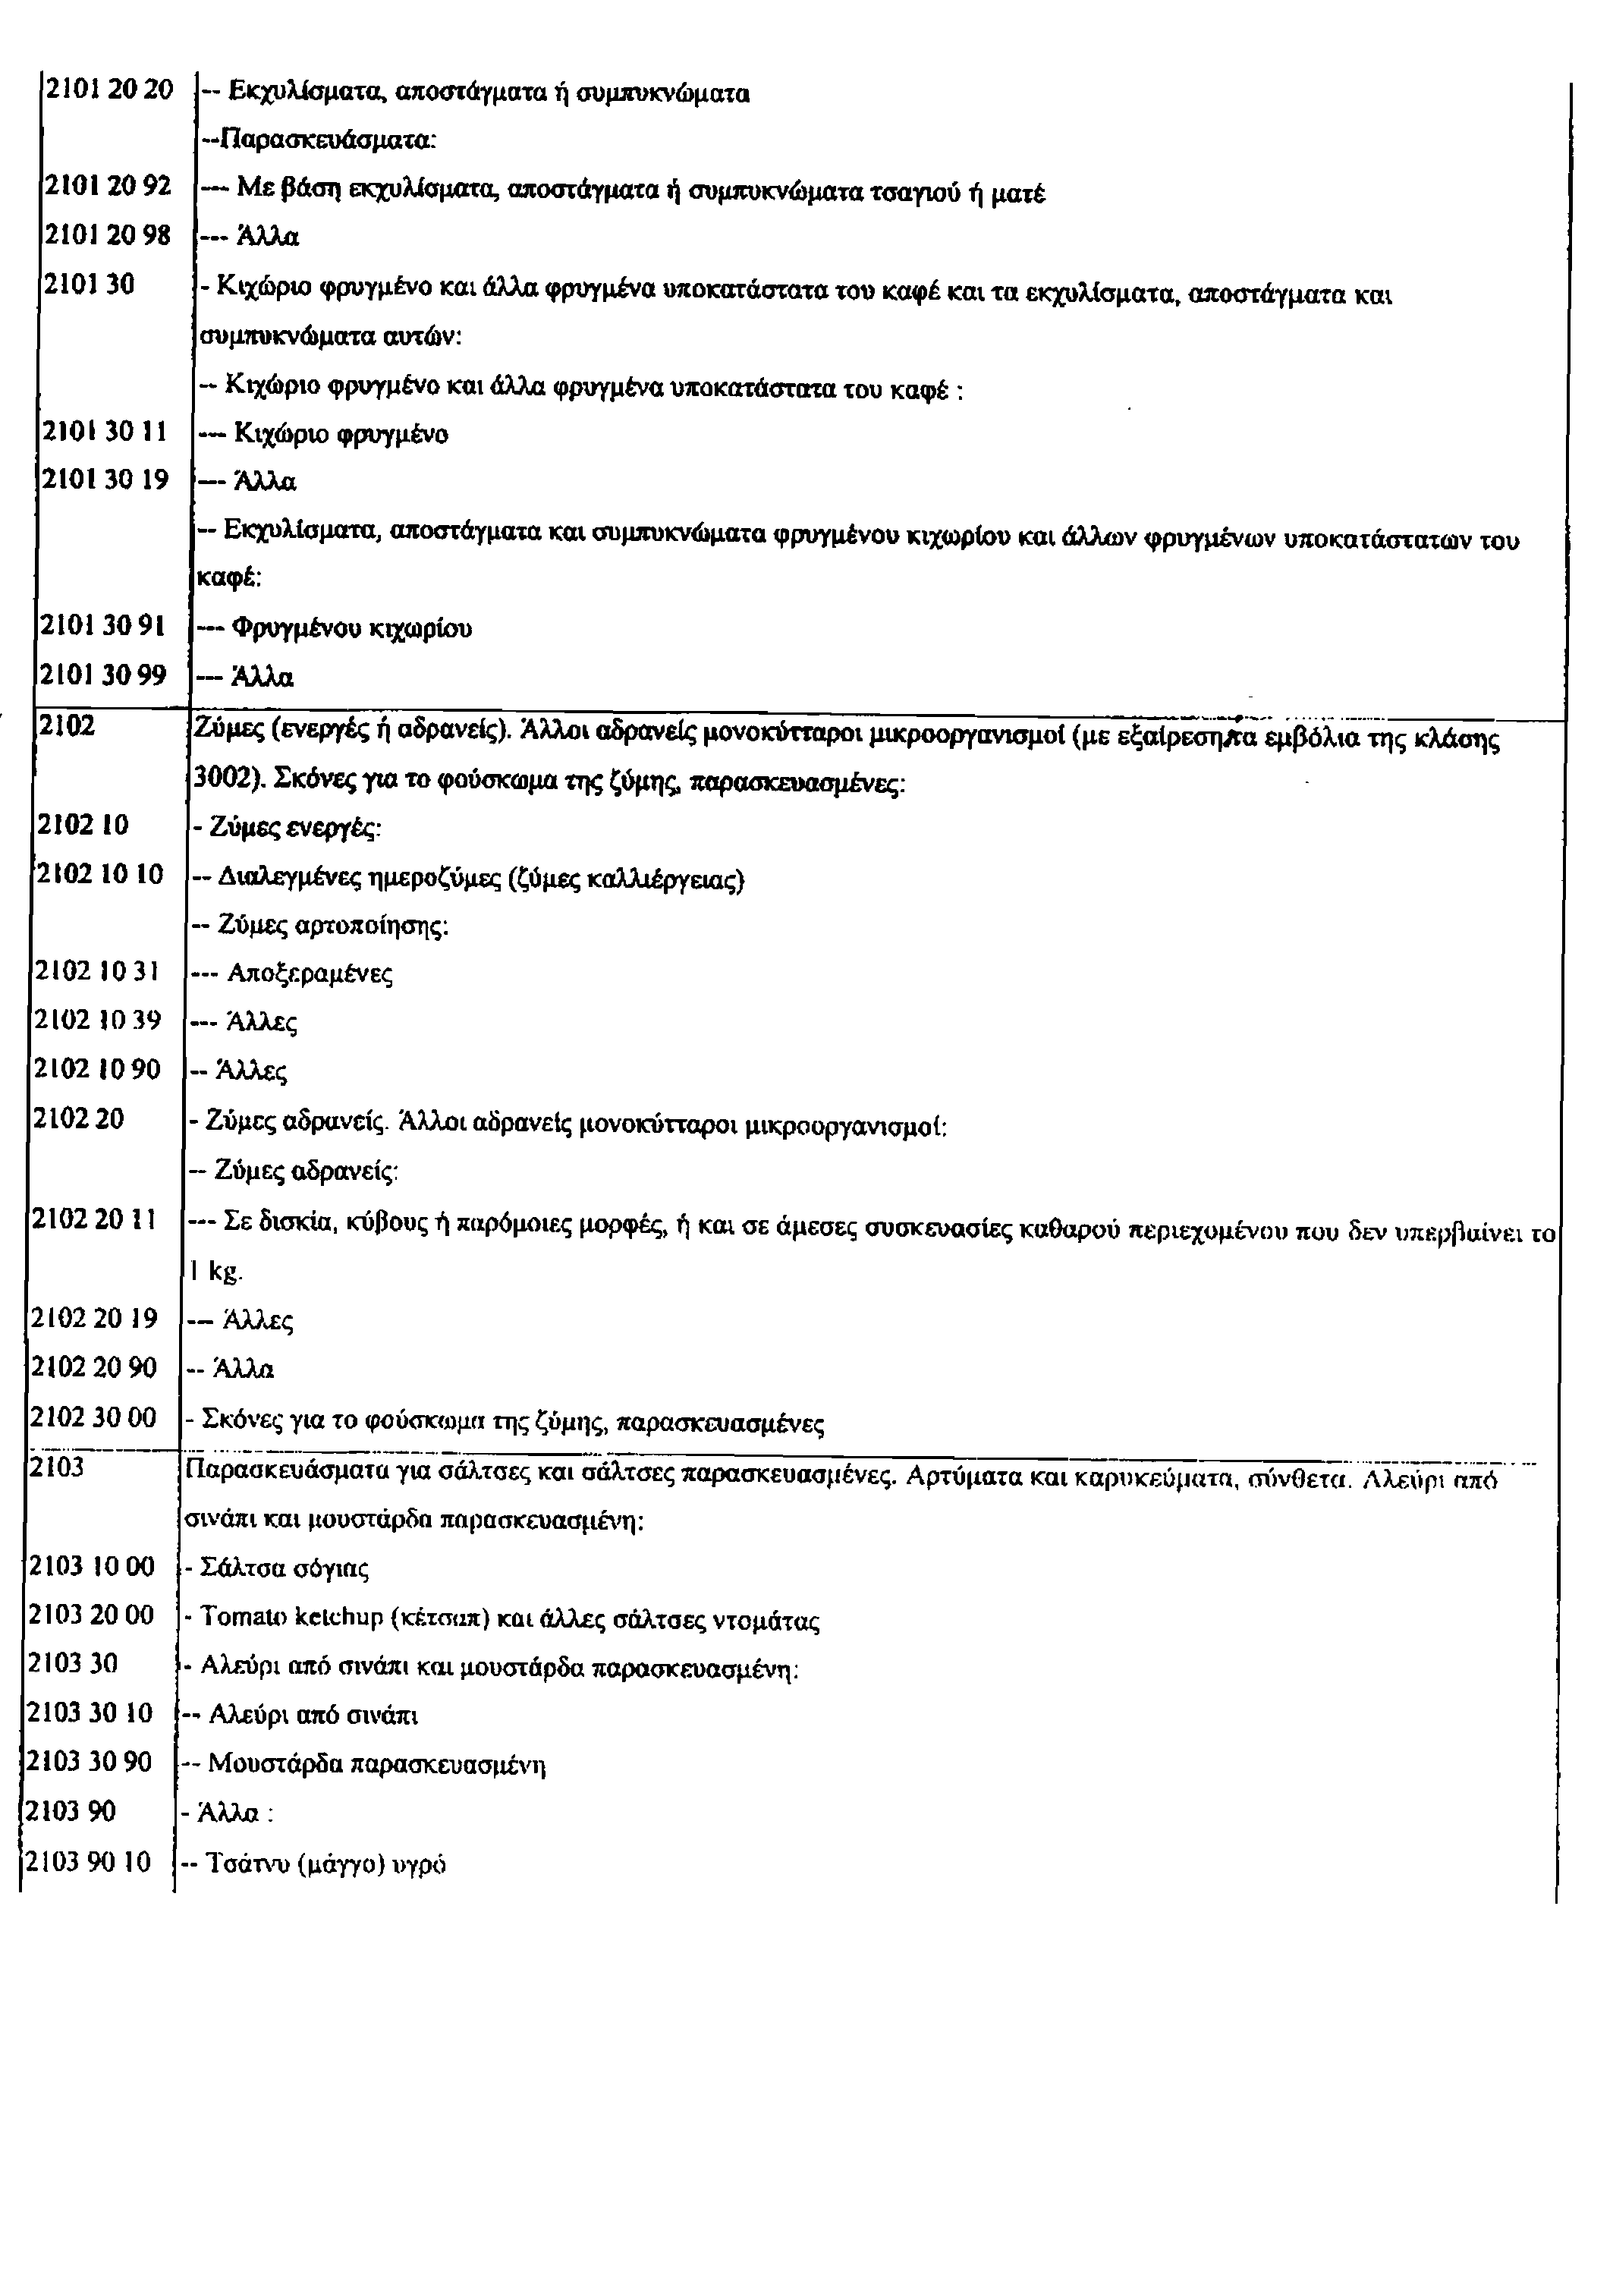 2101 20 20 -- Εκχυλίσματα, αποστάγματα ή συμπυκνώματα
--Παρασκευάσματα:
2101 20 92 --- Με βάση εκχυλίσματα, αποστάγματα ή συμπυκνώματα τσαγιού ή ματέ
2101 20 98 --- Άλλα
2101 30 - Κιχώριο φρυγμένο και άλλα φρυγμένα υποκατάστατα του καφέ και τα εκχυλίσματα, αποστάγματα και
συμπυκνώματα αυτών:
-- Κιχώριο φρυγμένο και άλλα φρυγμένα υποκατάστατα του καφέ :
2101 30 11 --- Κιχώριο φρυγμένο
2101 30 19 --- Άλλα
-- Εκχυλίσματα, αποστάγματα και συμπυκνώματα φρυγμένου κιχωρίου και άλλων φρυγμένων υποκατάστατων του
καφέ:
2101 30 91 --- Φρυγμένου κιχωρίου
2101 30 99 --- Άλλα
2102 Ζύμες (ενεργές ή αδρανείς). Άλλοι αδρανείς μονοκύτταροι μικροοργανισμοί (με εξαίρεση τα εμβόλια της κλάσης
3002). Σκόνες για το φούσκωμα της ζύμης, παρασκευασμένες:
2102 10 - Ζύμες ενεργές:
2102 10 10 -- Διαλεγμένες ημεροζύμες (ζύμες καλλιέργειας)
-- Ζύμες αρτοποίησης:
2102 10 31 --- Αποξεραμένες
2102 10 39 --- Άλλες
2102 10 90 -- Άλλες
2102 20 - Ζύμες αδρανείς. Άλλοι αδρανείς μονοκύτταροι μικροοργανισμοί:
-- Ζύμες αδρανείς:
2102 20 11 --- Σε δισκία, κύβους ή παρόμοιες μορφές, ή και σε άμεσες συσκευασίες καθαρού περιεχομένου που δεν υπερβαίνει το
1 kg.
2102 20 19 --- Άλλες
2102 20 90 -- Άλλα
2102 30 00 - Σκόνες για το φούσκωμα της ζύμης, παρασκευασμένες
2103 Παρασκευάσματα για σάλτσες και σάλτσες παρασκευασμένες. Αρτύματα και καρυκεύματα, σύνθετα. Αλεύρι από
σινάπι και μουστάρδα παρασκευασμένη:
2103 10 00 - Σάλτσα σόγιας
2103 20 00 - Tomato ketchup (κέτσαπ) και άλλες σάλτσες ντομάτας
2103 30 - Αλεύρι από σινάπι και μουστάρδα παρασκευασμένη:
2103 30 10 -- Αλεύρι από σινάπι
2103 30 90 -- Μουστάρδα παρασκευασμένη
2103 90 - Άλλα :
2103 90 10 -- Τσάτνυ (μάγγο) υγρό